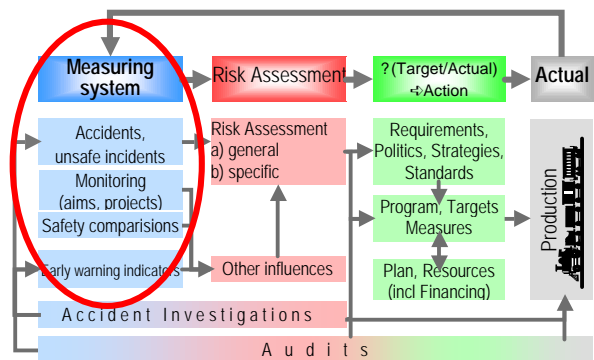 Measuring
system
Risk Assessment
?(Target/Actual)
➪Action
Actual
Accidents,
unsafe incidents
Monitoring
(aims, projects)
Safety comparisions
Early warning indicators
Risk Assessment
a) general
b) specific
Other influences
Requirements,
Politics, Strategies,
Standards
Program, Targets
Measures
Plan, Resources
(incl Financing)
Production
Accident Investigations
Audits